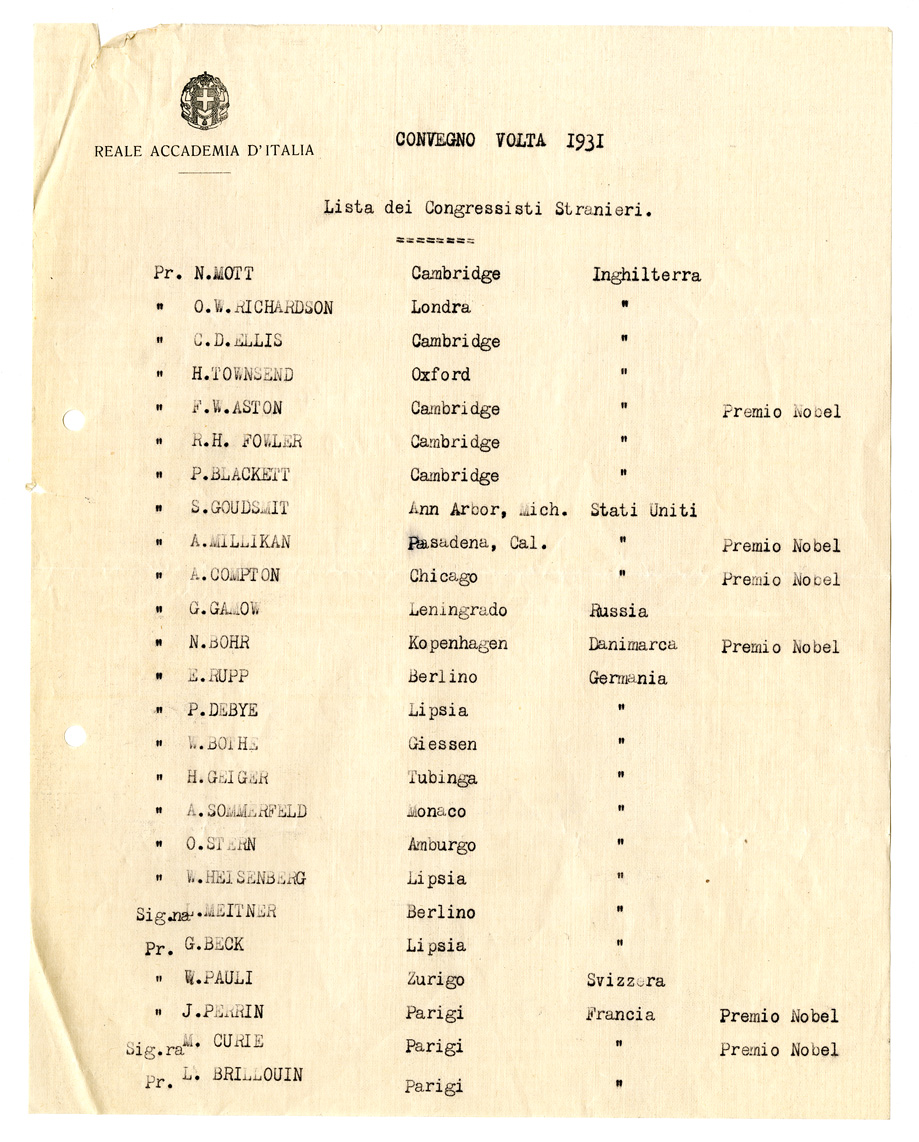 REALE ACCADEMIA D'ITALIA
CONVEGNO VOLTA 1931
Lista dei Congressisti Stranieri.
========
Pr. N.MOTT Cambridge Inghilterra
" O.W.RICHARDSON Londra "
" C.D.ELLIS Cambridge "
" H.TOWNSEND Oxford "
" F.W.ASTON Cambridge " Premio Nobel
" R.H. FOWLER Cambridge "
" P.BLACKETT Cambridge "
" S.GOUDSMIT Ann Arbor, Mich. Stati Uniti
" A.MILLIKAN Pasadena, Cal. " Premio Nobel
" A.COMPTON Chicago " Premio Nobel
" G.GAMOW Leningrado Russia
" N.BOHR Kopenhagen Danimarca Premio Nobel
" E.RUPP Berlino Germania
" P.DEBYE Lipsia "
" W.BOTHE Giessen "
" H.GEIGER Tubinga "
" A.SOMMERFELD Monaco "
" O.STERN Amburgo "
" W.HEISENBERG Lipsia "
Sig.na L.MEITNER Berlino "
Pr. G.BECK Lipsia "
" W.PAULI Zurigo Svizzera
" J.PERRIN Parigi Francia Premio Nobel
Sig.ra M. CURIE Parigi " Premio Nobel
Pr. L. BRILLOUIN Parigi "